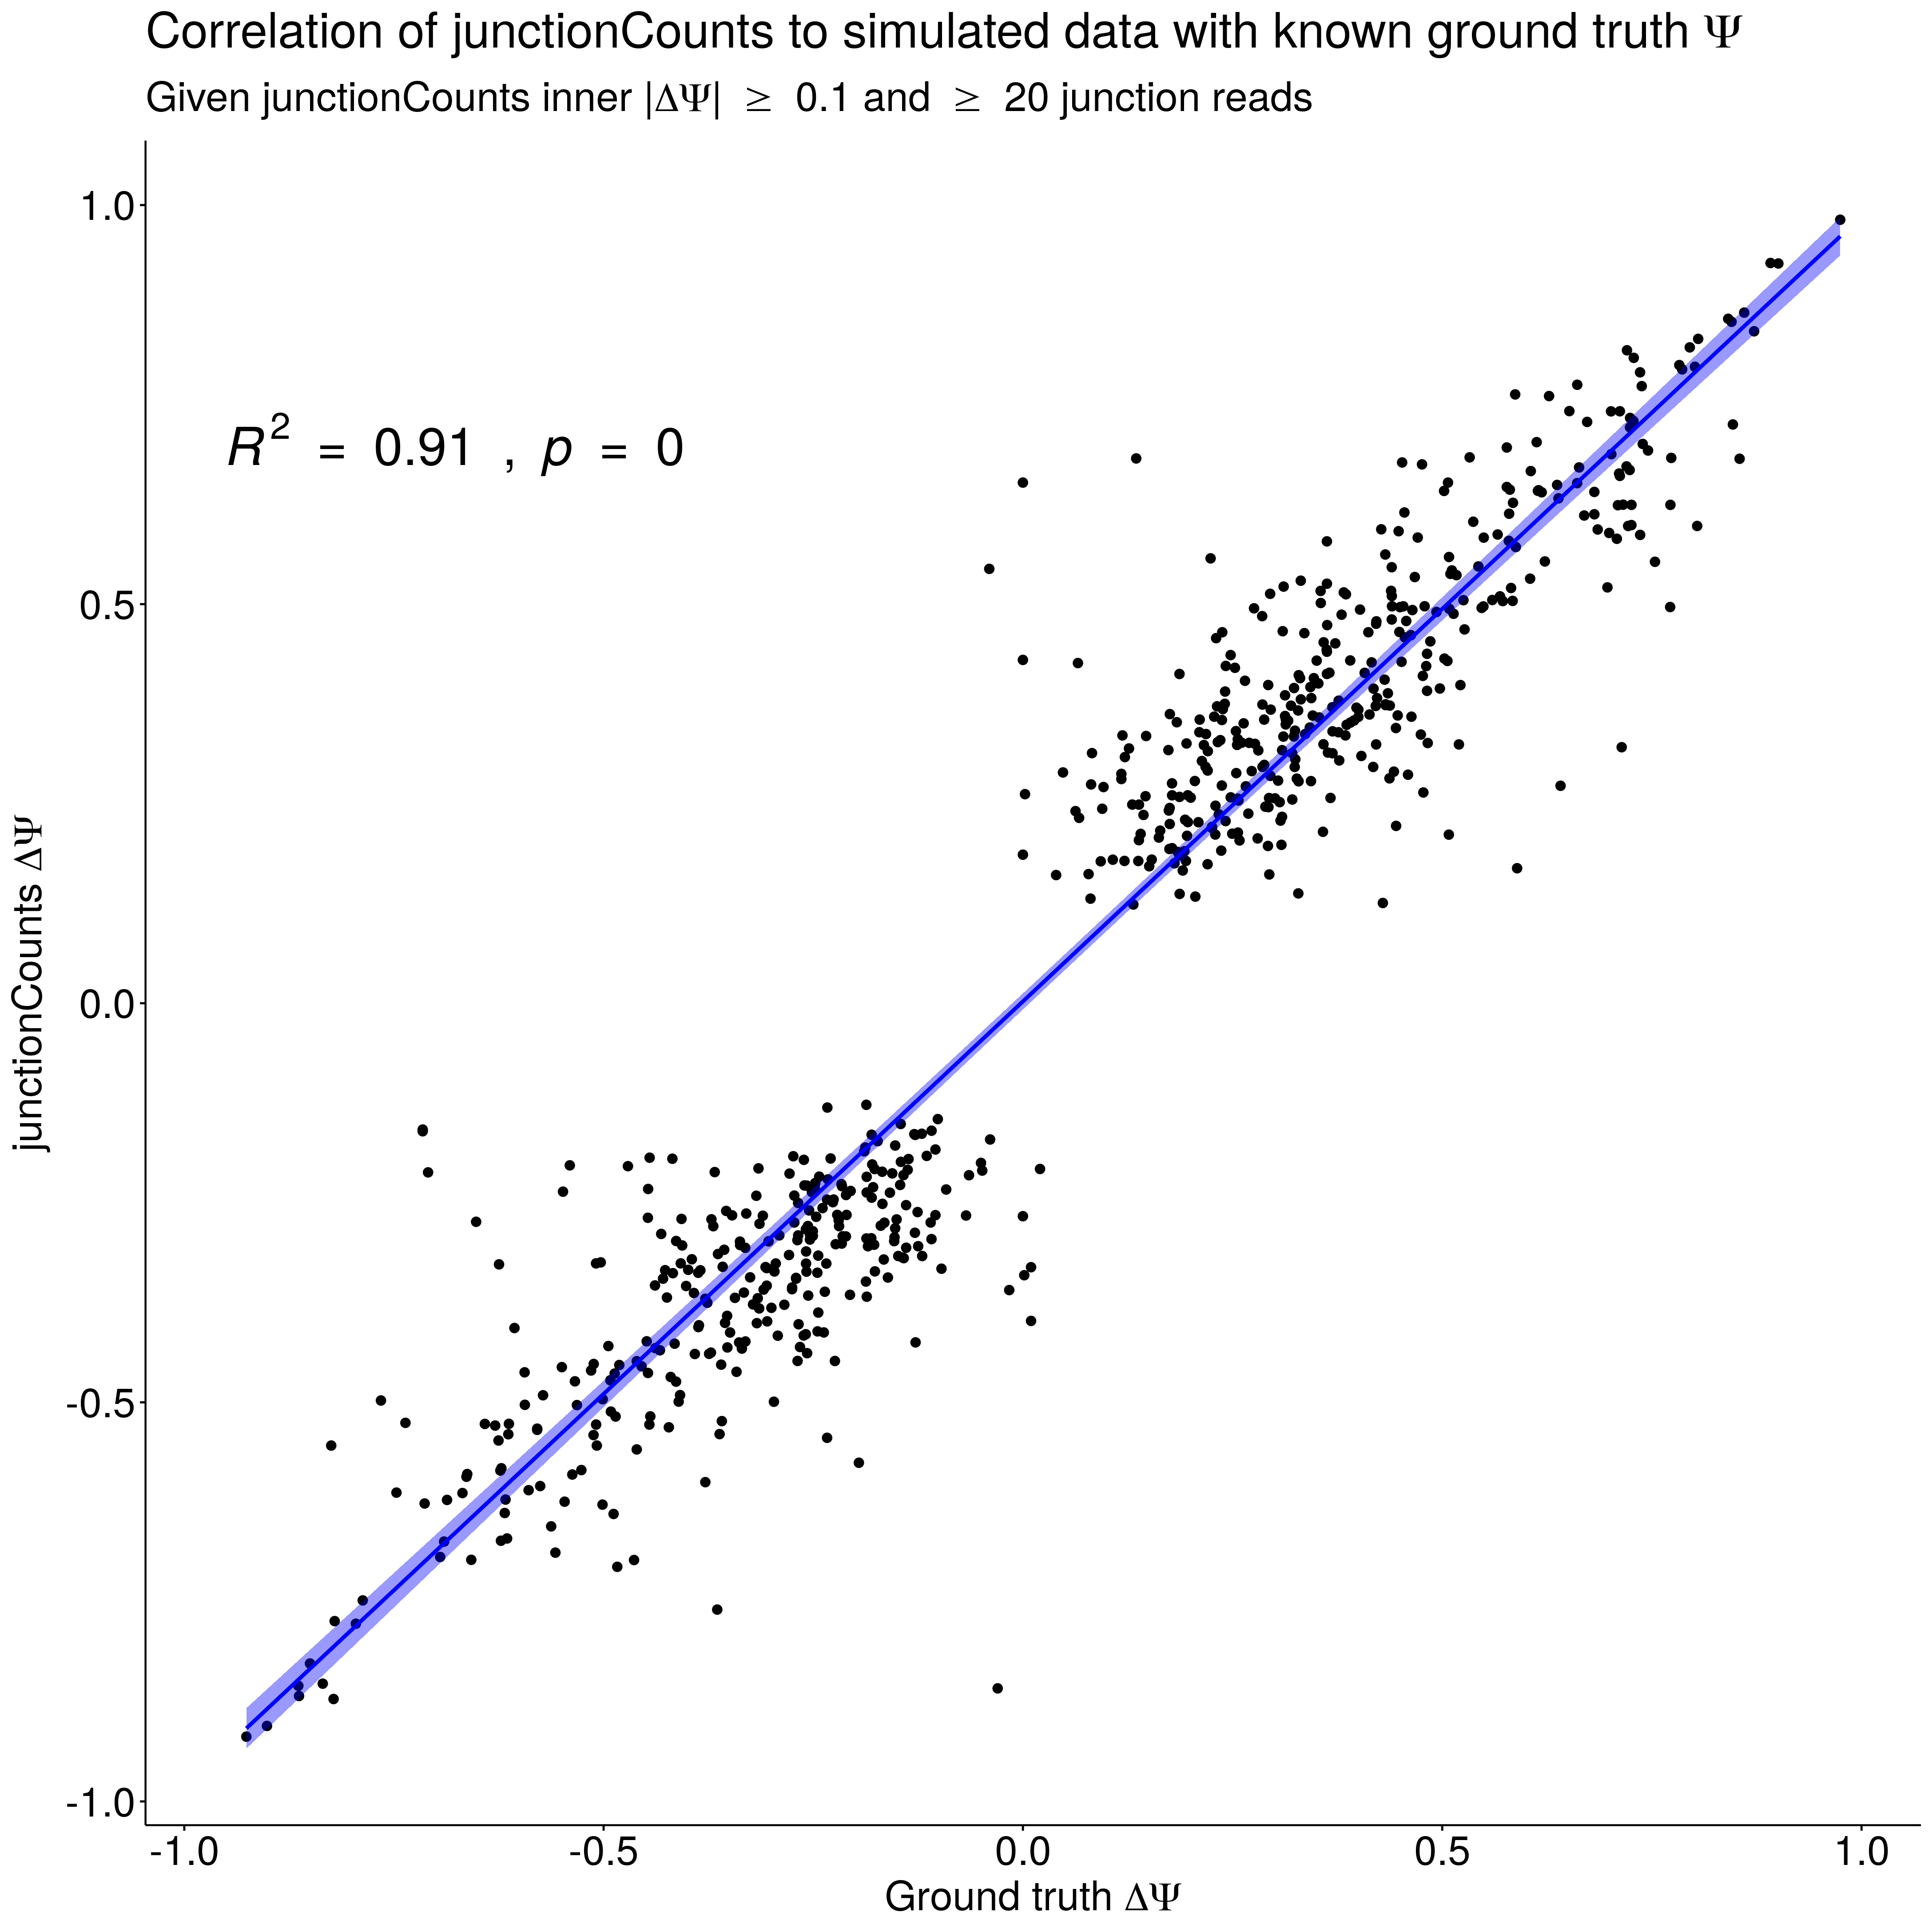 Correlation of junctionCounts to simulated data with known ground truth Ψ
Given junctionCounts inner |ΔΨ| ≥ 0.1 and ≥ 20 junction reads
1.0
R² = 0.91 , p = 0
0.5
0.0
junctionCounts ΔΨ
-0.5
-1.0
-1.0 -0.5 0.0 0.5 1.0
Ground truth ΔΨ